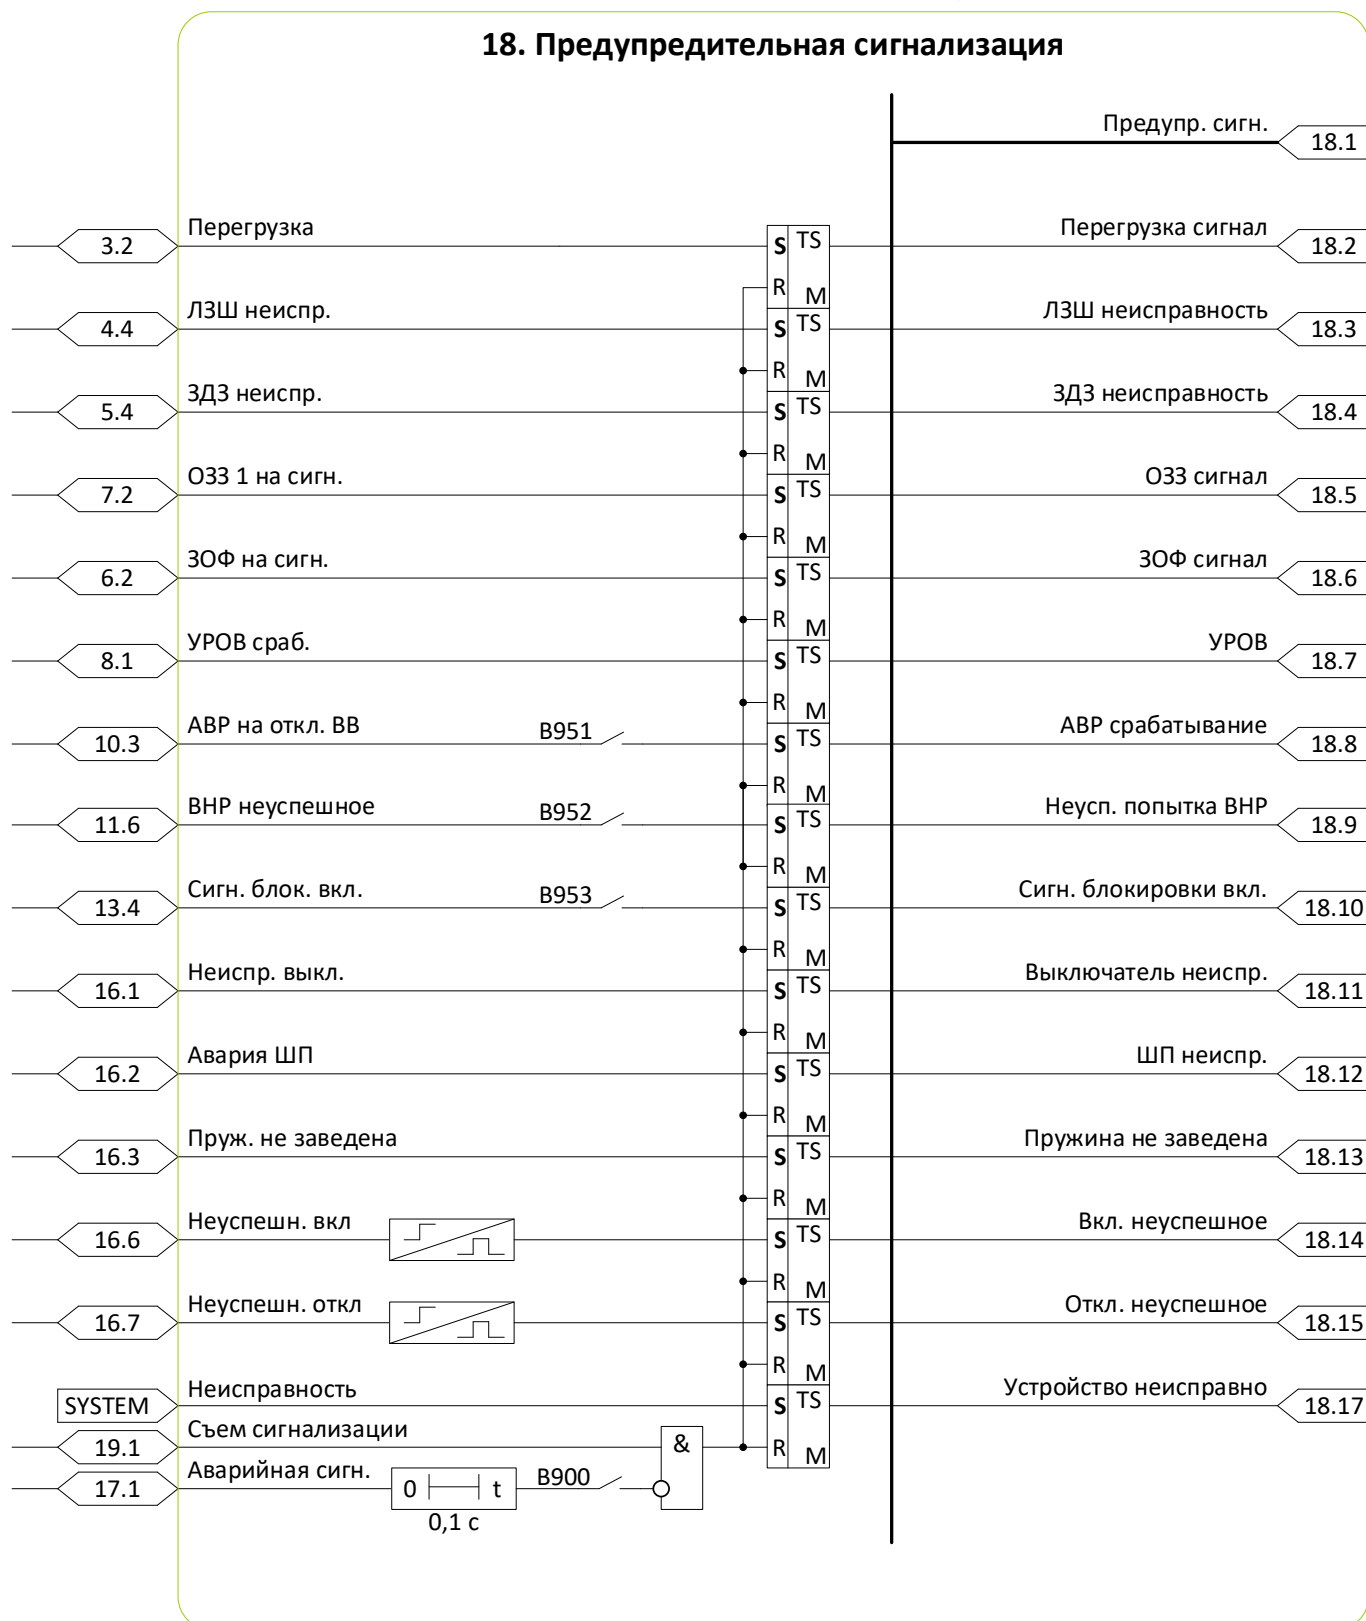 18. Предупредительная сигнализация
Предупр. сигн.
18.1
3.2 Перегрузка S TS Перегрузка сигнал 18.2
R M
4.4 ЛЗШ неиспр. S TS ЛЗШ неисправность 18.3
R M
5.4 ЗДЗ неиспр. S TS ЗДЗ неисправность 18.4
R M
7.2 ОЗЗ 1 на сигн. S TS ОЗЗ сигнал 18.5
R M
6.2 ЗОФ на сигн. S TS ЗОФ сигнал 18.6
R M
8.1 УРОВ сраб. S TS УРОВ 18.7
R M
10.3 АВР на откл. ВВ В951 S TS АВР срабатывание 18.8
R M
11.6 ВНР неуспешное В952 S TS Неусп. попытка ВНР 18.9
R M
13.4 Сигн. блок. вкл. В953 S TS Сигн. блокировки вкл. 18.10
R M
16.1 Неиспр. выкл. S TS Выключатель неиспр. 18.11
R M
16.2 Авария ШП S TS ШП неиспр. 18.12
R M
16.3 Пруж. не заведена S TS Пружина не заведена 18.13
R M
16.6 Неуспешн. вкл S TS Вкл. неуспешное 18.14
R M
16.7 Неуспешн. откл S TS Откл. неуспешное 18.15
R M
SYSTEM Неисправность S TS Устройство неисправно 18.17
19.1 Съем сигнализации & R M
17.1 Аварийная сигн. 0 t В900
0,1 с